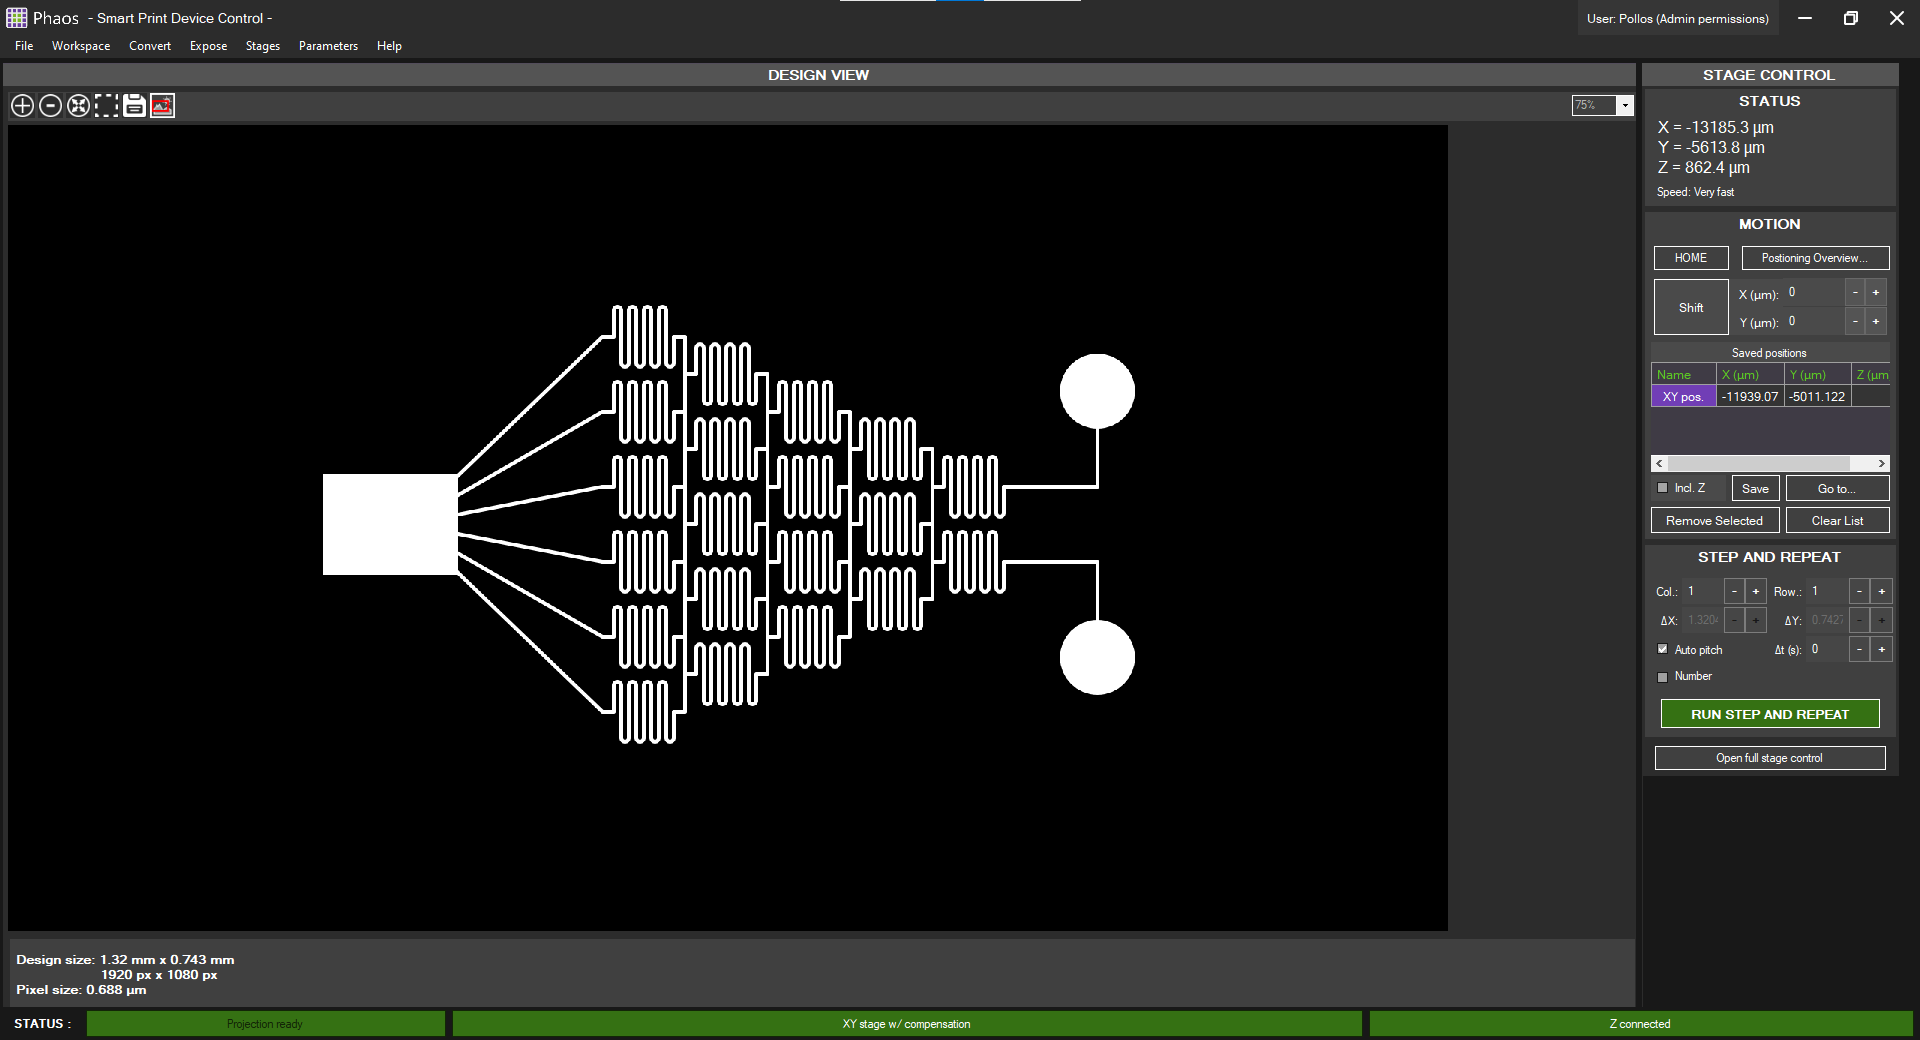 Phaos - Smart Print Device Control -
User: Pollos (Admin permissions)
File Workspace Convert Expose Stages Parameters Help
DESIGN VIEW
75%
STAGE CONTROL
STATUS
X = -13185.3 µm
Y = -5613.8 µm
Z = 862.4 µm
Speed: Very fast
MOTION
HOME Postioning Overview...
Shift
X (µm): 0 - +
Y (µm): 0 - +
Saved positions
Name X (µm) Y (µm) Z (µm
XY pos. -11939.07 -5011.122
< >
Incl. Z Save Go to...
Remove Selected Clear List
STEP AND REPEAT
Col.: 1 - + Row.: 1 - +
ΔX: 1.320 - + ΔY: 0.742 - +
Auto pitch Δt (s): 0 - +
Number
RUN STEP AND REPEAT
Open full stage control
Design size: 1.32 mm x 0.743 mm
1920 px x 1080 px
Pixel size: 0.688 µm
STATUS : Projection ready XY stage w/ compensation Z connected